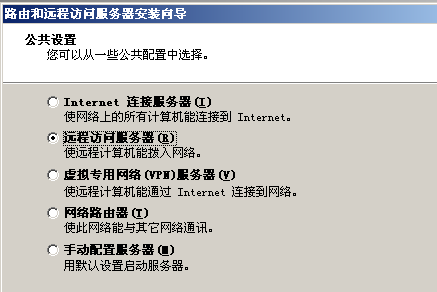 路由和远程访问服务器安装向导
公共设置
您可以从一些公共配置中选择。
Internet 连接服务器(I)
使网络上的所有计算机能连接到 Internet。
远程访问服务器(R)
使远程计算机能拨入网络。
虚拟专用网络(VPN)服务器(V)
使远程计算机能通过 Internet 连接到网络。
网络路由器(T)
使此网络能与其它网络通讯。
手动配置服务器(M)
用默认设置启动服务器。